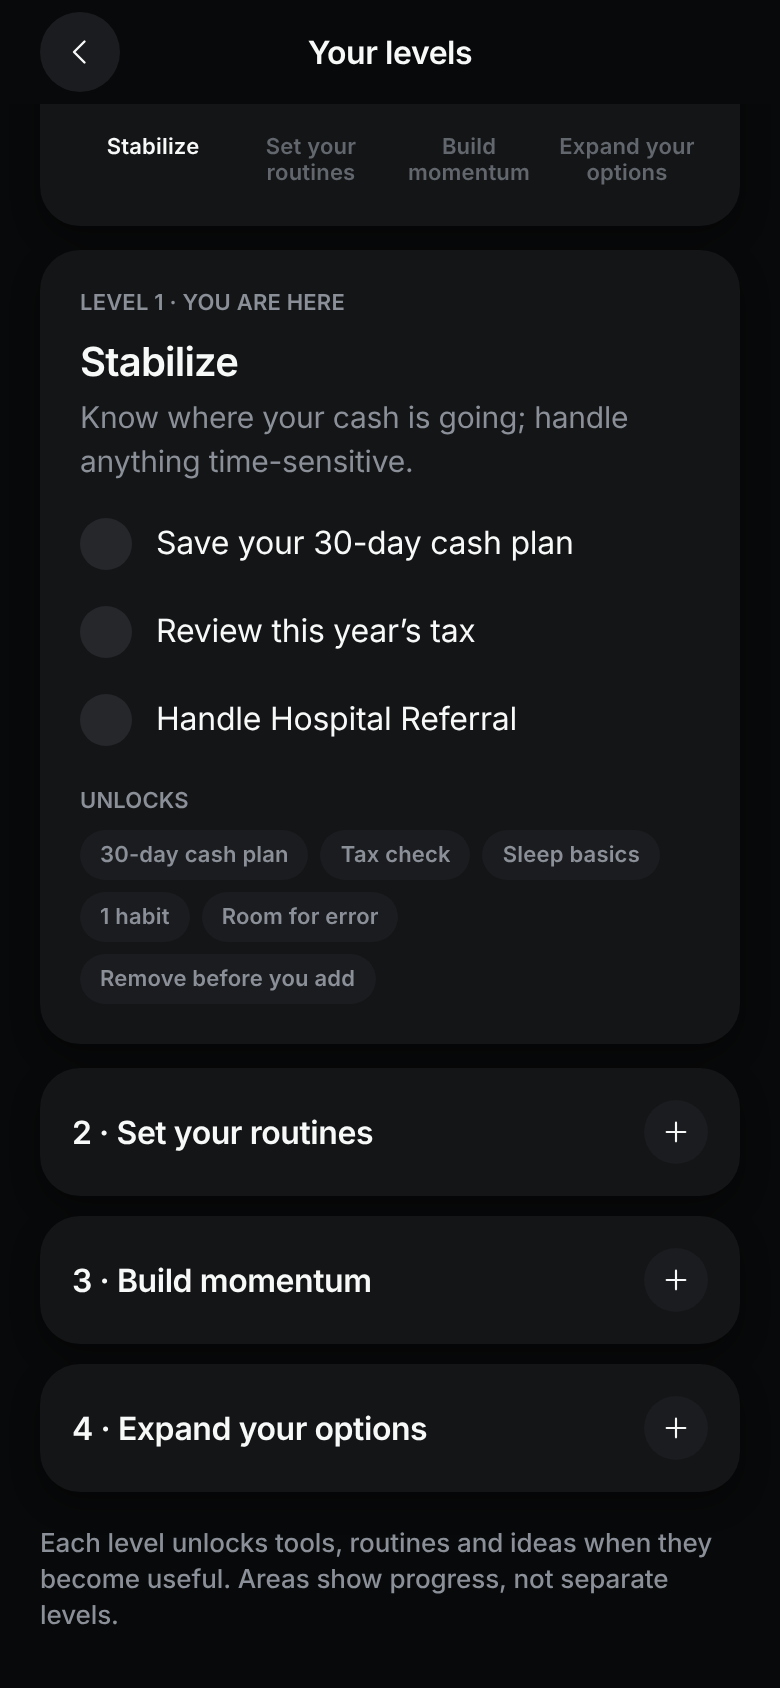 Your levels
Stabilize
Set your
routines
Build
momentum
Expand your
options
LEVEL 1 · YOU ARE HERE
Stabilize
Know where your cash is going; handle
anything time-sensitive.
Save your 30-day cash plan
Review this year’s tax
Handle Hospital Referral
UNLOCKS
30-day cash plan
Tax check
Sleep basics
1 habit
Room for error
Remove before you add
2 · Set your routines
3 · Build momentum
4 · Expand your options
Each level unlocks tools, routines and ideas when they
become useful. Areas show progress, not separate
levels.